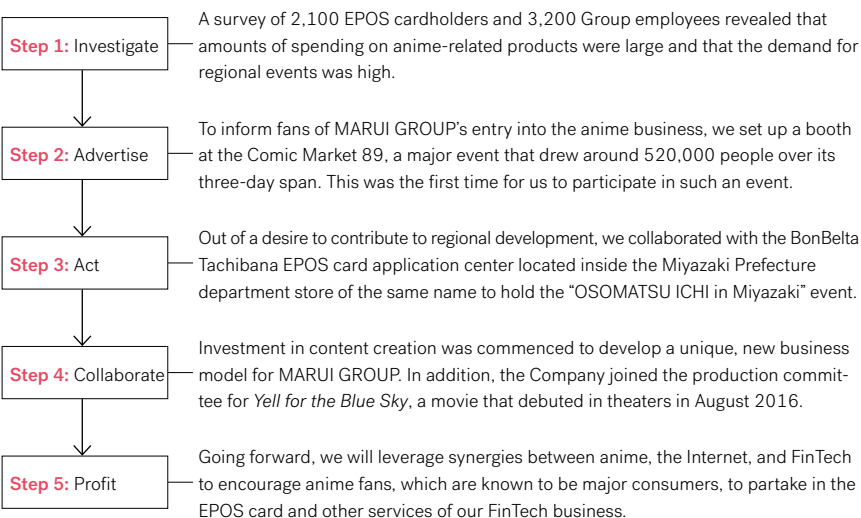 A survey of 2,100 EPOS cardholders and 3,200 Group employees revealed that
Step 1: Investigate
amounts of spending on anime-related products were large and that the demand for
regional events was high.
To inform fans of MARUI GROUP's entry into the anime business, we set up a booth
Step 2: Advertise
at the Comic Market 89, a major event that drew around 520,000 people over its
three-day span. This was the first time for us to participate in such an event.
Out of a desire to contribute to regional development, we collaborated with the BonBelta
Step 3: Act
Tachibana EPOS card application center located inside the Miyazaki Prefecture
department store of the same name to hold the “OSOMATSU ICHI in Miyazaki” event.
Investment in content creation was commenced to develop a unique, new business
Step 4: Collaborate
model for MARUI GROUP. In addition, the Company joined the production commit-
tee for Yell for the Blue Sky, a movie that debuted in theaters in August 2016.
Going forward, we will leverage synergies between anime, the Internet, and FinTech
Step 5: Profit
to encourage anime fans, which are known to be major consumers, to partake in the
EPOS card and other services of our FinTech business.